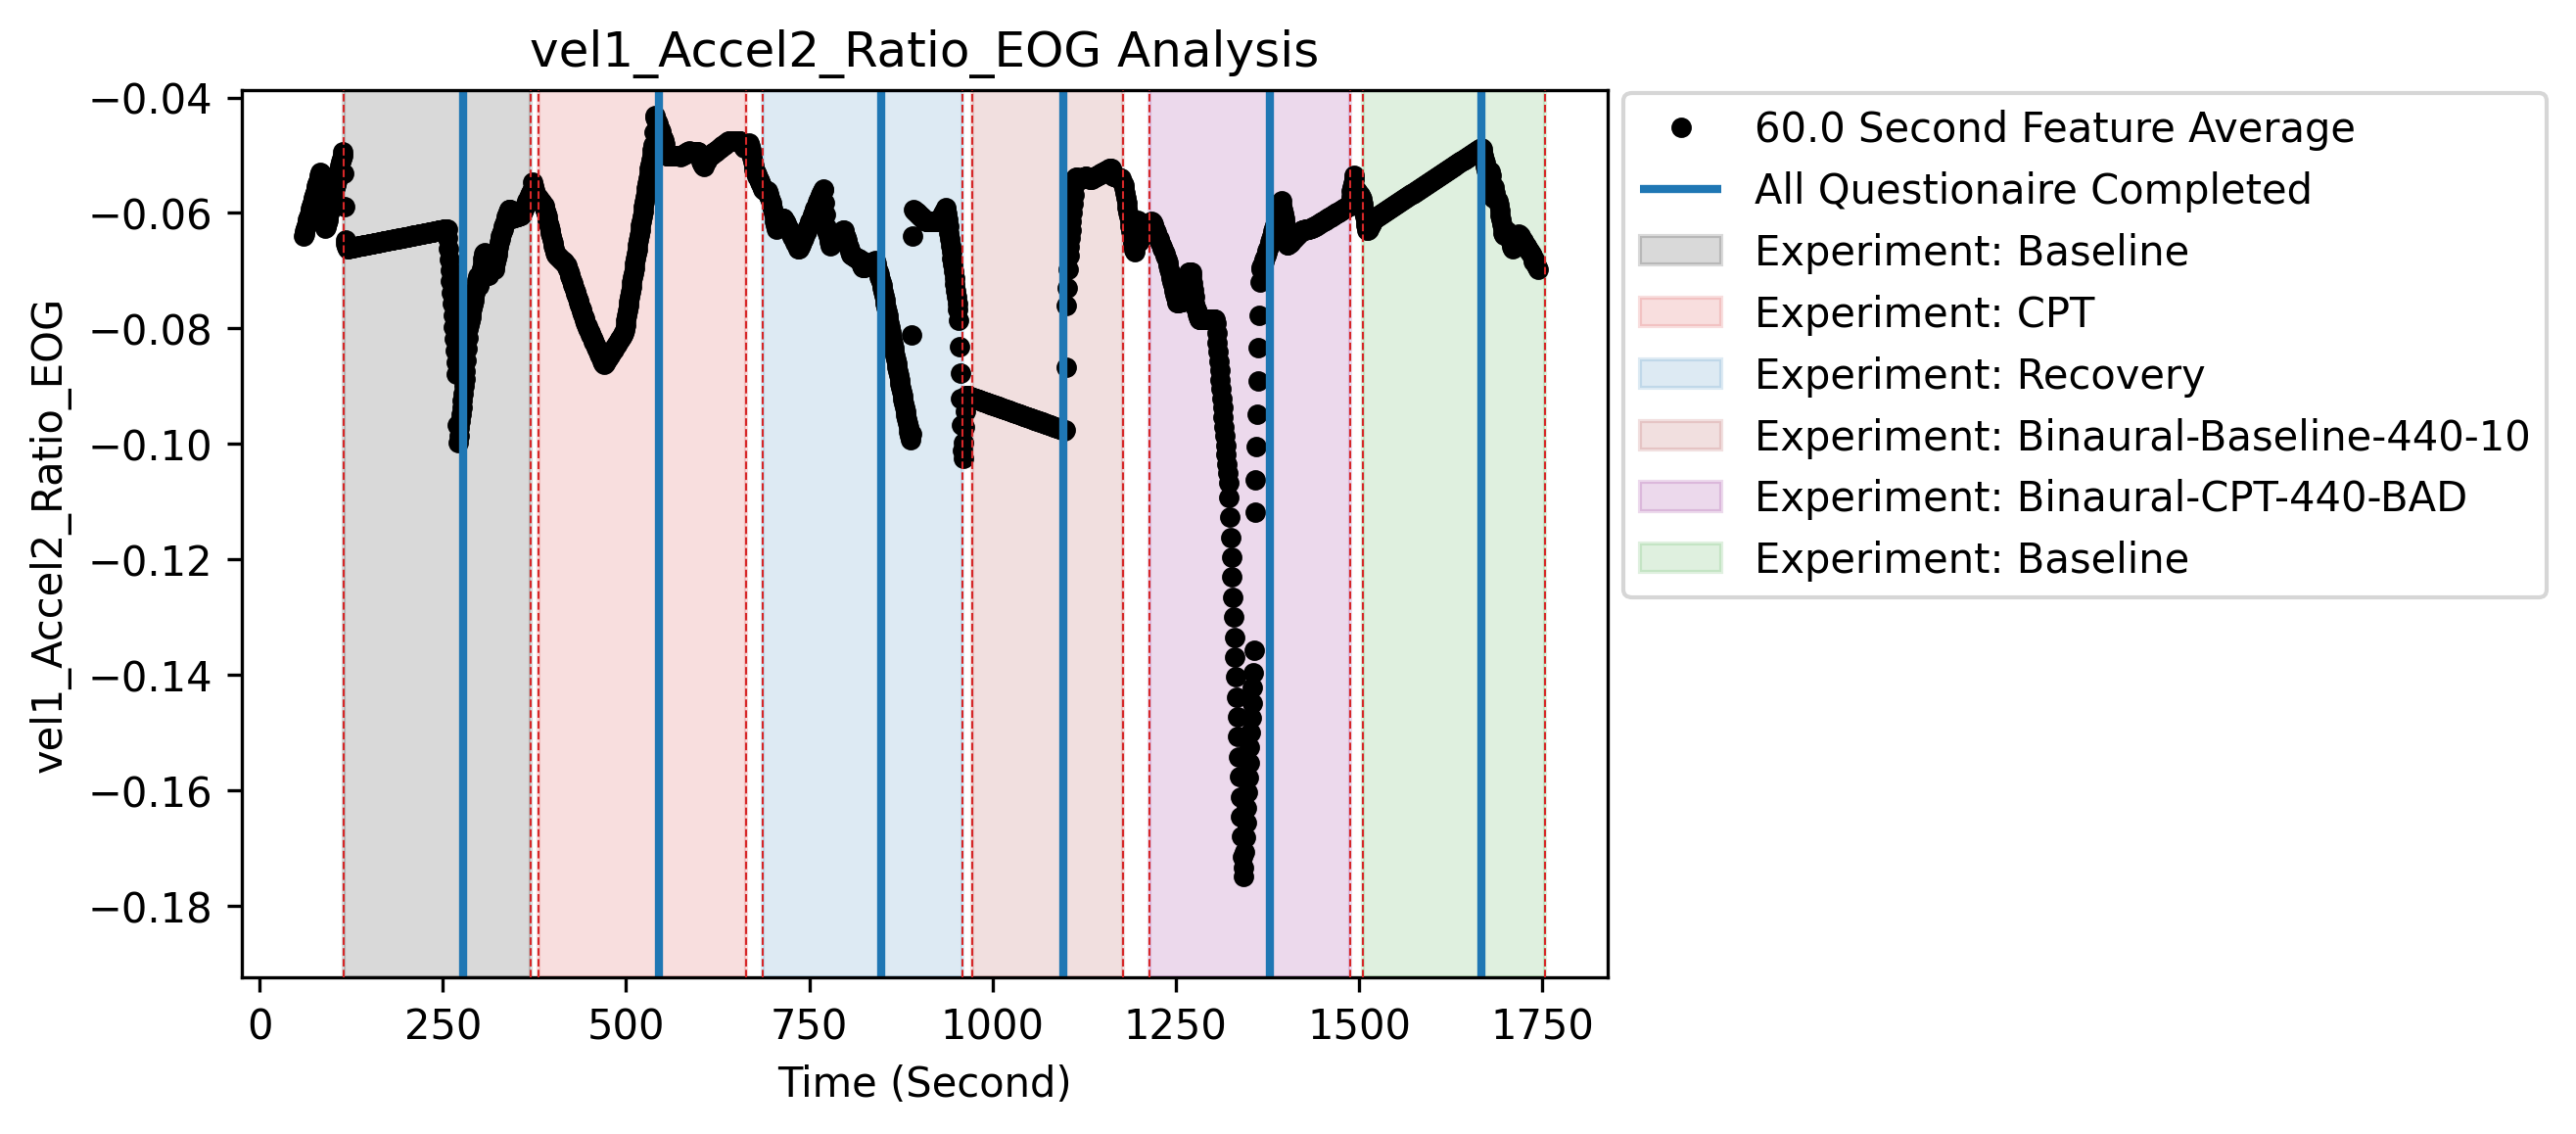 vel1_Accel2_Ratio_EOG Analysis
vel1_Accel2_Ratio_EOG
−0.04
−0.06
−0.08
−0.10
−0.12
−0.14
−0.16
−0.18
0 250 500 750 1000 1250 1500 1750
Time (Second)
60.0 Second Feature Average
All Questionaire Completed
Experiment: Baseline
Experiment: CPT
Experiment: Recovery
Experiment: Binaural-Baseline-440-10
Experiment: Binaural-CPT-440-BAD
Experiment: Baseline